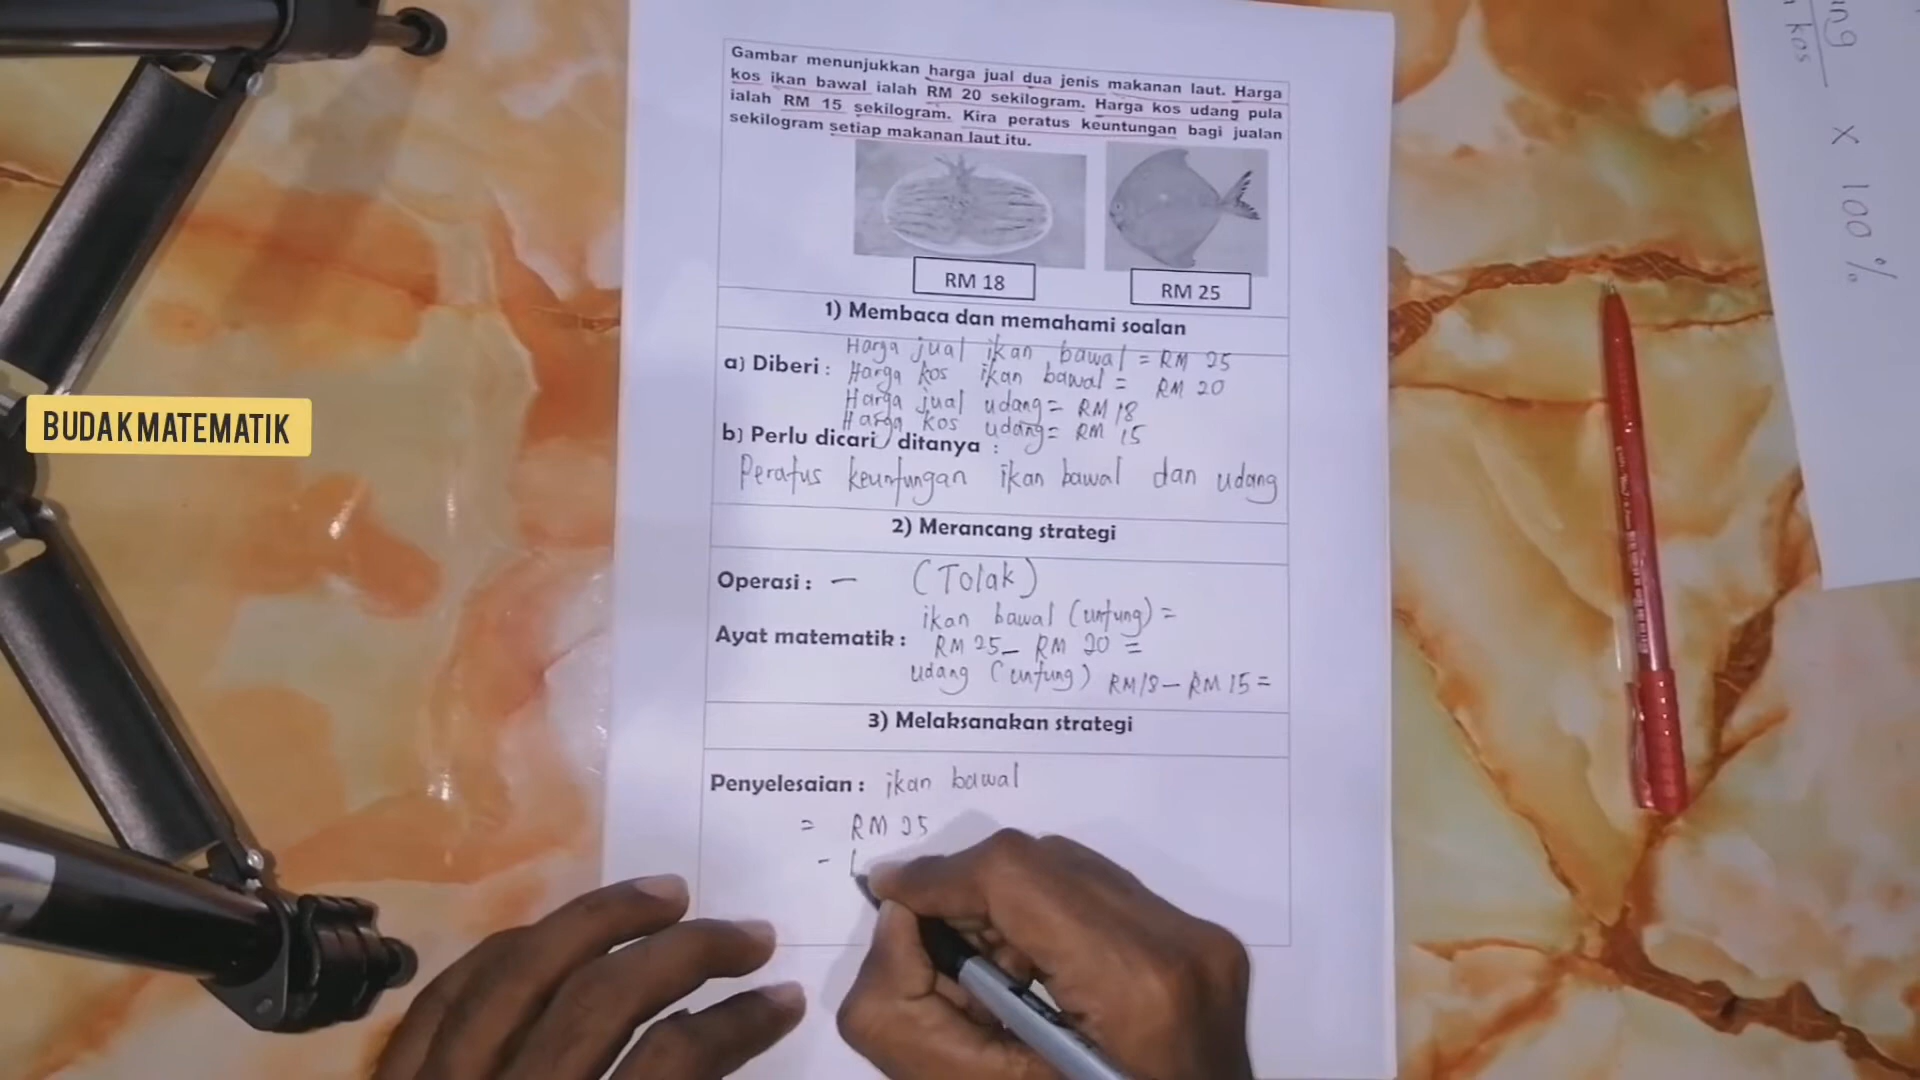 Gambar menunjukkan harga jual dua jenis makanan laut. Harga
kos ikan bawal ialah RM 20 sekilogram. Harga kos udang pula
ialah RM 15 sekilogram. Kira peratus keuntungan bagi jualan
sekilogram setiap makanan laut itu.
RM 18
RM 25
1) Membaca dan memahami soalan
a) Diberi : Harga jual ikan bawal = RM 25
Harga kos ikan bawal = RM 20
Harga jual udang = RM 18
Harga kos udang = RM 15
b) Perlu dicari / ditanya :
Peratus keuntungan ikan bawal dan udang
2) Merancang strategi
Operasi : − (Tolak)
ikan bawal (untung) =
Ayat matematik : RM 25 − RM 20 =
udang (untung) RM 18 − RM 15 =
3) Melaksanakan strategi
Penyelesaian : ikan bawal
= RM 25
−
BUDAK MATEMATIK
kos
x 100 %